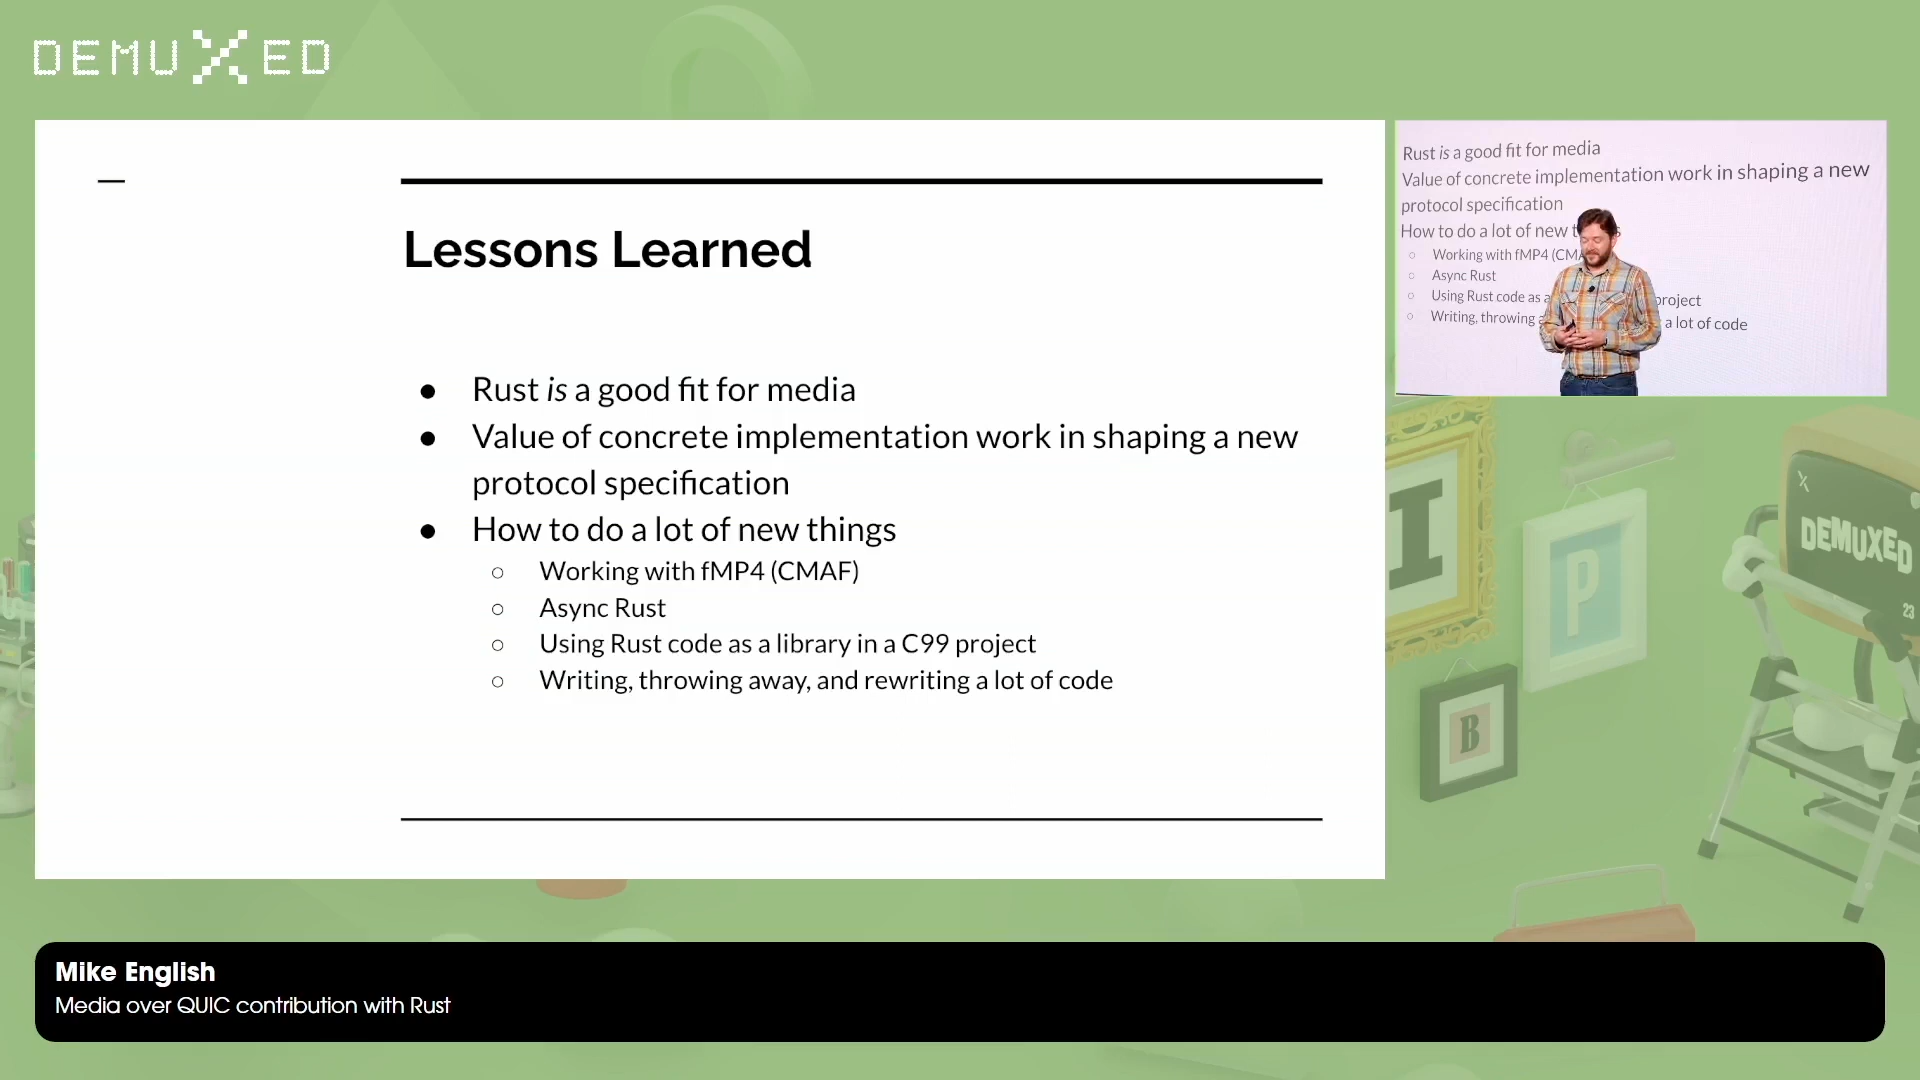 DEMUXED
Lessons Learned
● Rust is a good fit for media
● Value of concrete implementation work in shaping a new
protocol specification
● How to do a lot of new things
○ Working with fMP4 (CMAF)
○ Async Rust
○ Using Rust code as a library in a C99 project
○ Writing, throwing away, and rewriting a lot of code
Rust is a good fit for media
Value of concrete implementation work in shaping a new
protocol specification
How to do a lot of new
○ Working with fMP4
○ Async Rust
○ Using Rust code as a project
○ Writing, throwing a lot of code
I
P
B
X
DEMUXED
23
Mike English
Media over QUIC contribution with Rust